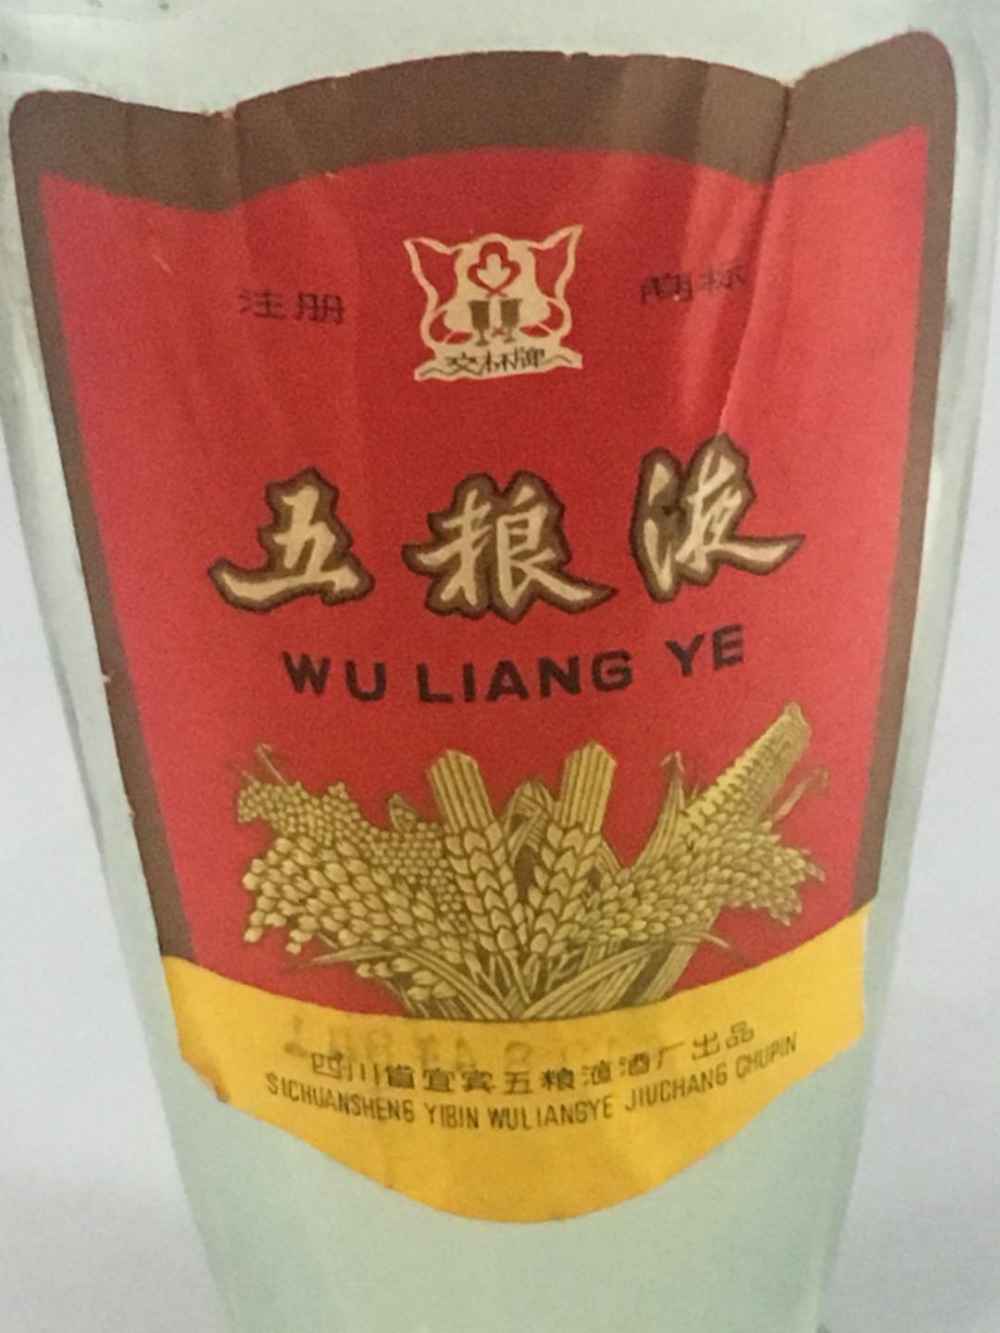 注册 商标
交杯牌
五粮液
WU LIANG YE
四川省宜宾五粮液酒厂出品
SICHUANSHENG YIBIN WULIANGYE JIUCHANG CHUPIN